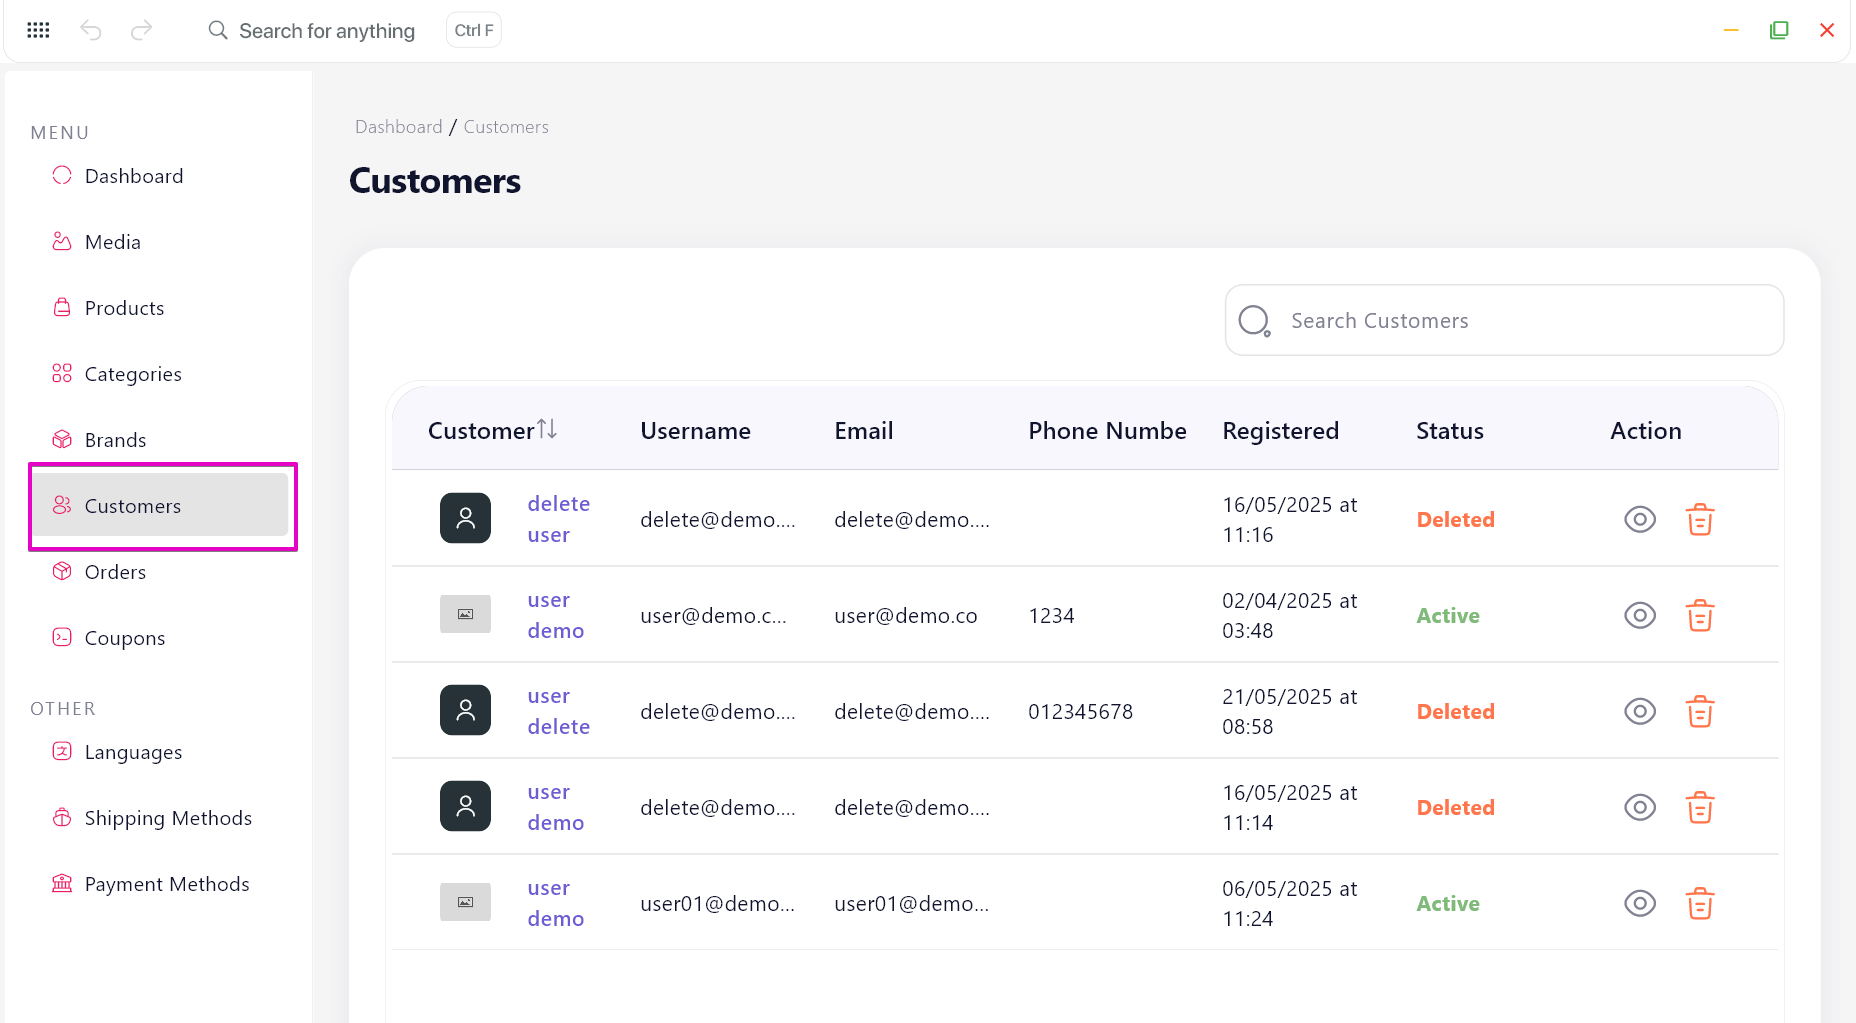 Search for anything
Ctrl F
MENU
Dashboard
Media
Products
Categories
Brands
Customers
Orders
Coupons
OTHER
Languages
Shipping Methods
Payment Methods
Dashboard / Customers
Customers
Search Customers
Customer Username Email Phone Numbe Registered Status Action
delete user delete@demo.... delete@demo.... 16/05/2025 at 11:16 Deleted
user demo user@demo.c... user@demo.co 1234 02/04/2025 at 03:48 Active
user delete delete@demo.... delete@demo.... 012345678 21/05/2025 at 08:58 Deleted
user demo delete@demo.... delete@demo.... 16/05/2025 at 11:14 Deleted
user demo user01@demo... user01@demo... 06/05/2025 at 11:24 Active